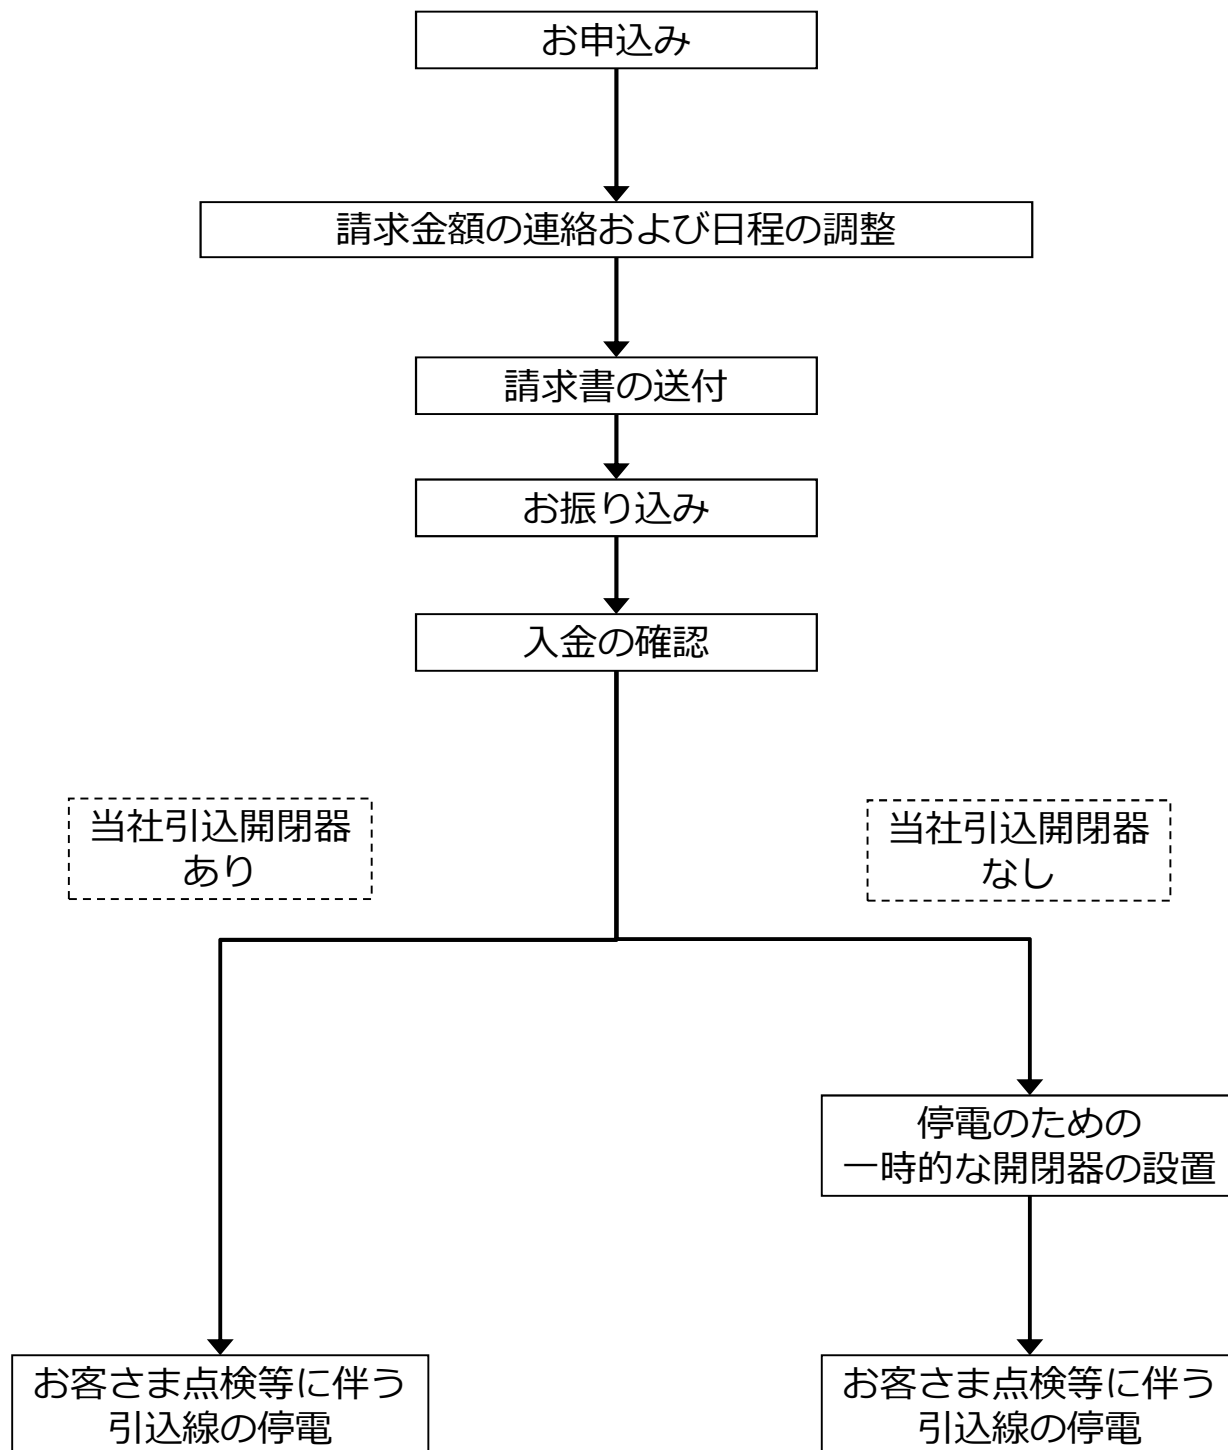 お申込み
請求金額の連絡および日程の調整
請求書の送付
お振り込み
入金の確認
当社引込開閉器
あり
当社引込開閉器
なし
停電のための
一時的な開閉器の設置
お客さま点検等に伴う
引込線の停電
お客さま点検等に伴う
引込線の停電